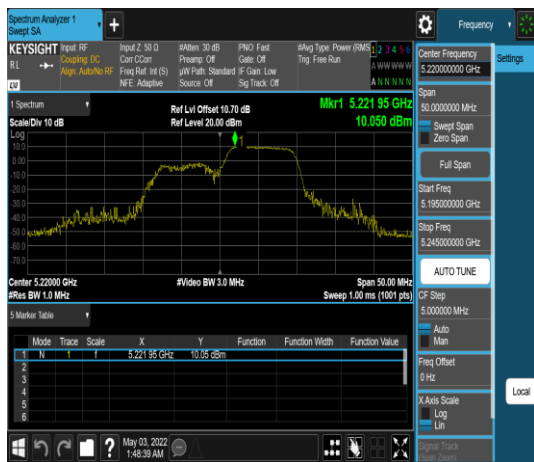 Spectrum Analyzer 1
Swept SA
Frequency
KEYSIGHT
RL
Input: RF
Coupling: DC
Align: Auto/No RF
Input Z: 50 Ω
Corr CCorr
Freq Ref: Int (S)
NFE: Adaptive
#Atten: 30 dB
Preamp: Off
µW Path: Standard
Source: Off
PNO: Fast
Gate: Off
IF Gain: Low
Sig Track: Off
#Avg Type: Power (RMS)
Trig: Free Run
1 2 3 4 5 6
A W W W W W
A N N N N N
1 Spectrum
Scale/Div 10 dB
Ref Lvl Offset 10.70 dB
Ref Level 20.00 dBm
Mkr1 5.221 95 GHz
10.050 dBm
Log
10.0
0.00
-10.0
-20.0
-30.0
-40.0
-50.0
-60.0
-70.0
1
Center 5.22000 GHz
#Res BW 1.0 MHz
#Video BW 3.0 MHz
Span 50.00 MHz
Sweep 1.00 ms (1001 pts)
5 Marker Table
Mode Trace Scale X Y Function Function Width Function Value
1 N 1 f 5.221 95 GHz 10.05 dBm
2
3
4
5
6
May 03, 2022
1:48:39 AM
Center Frequency
5.220000000 GHz
Span
50.0000000 MHz
Swept Span
Zero Span
Full Span
Start Freq
5.195000000 GHz
Stop Freq
5.245000000 GHz
AUTO TUNE
CF Step
5.000000 MHz
Auto
Man
Freq Offset
0 Hz
X Axis Scale
Log
Lin
Signal Track
(Span Zoom)
Settings
Local